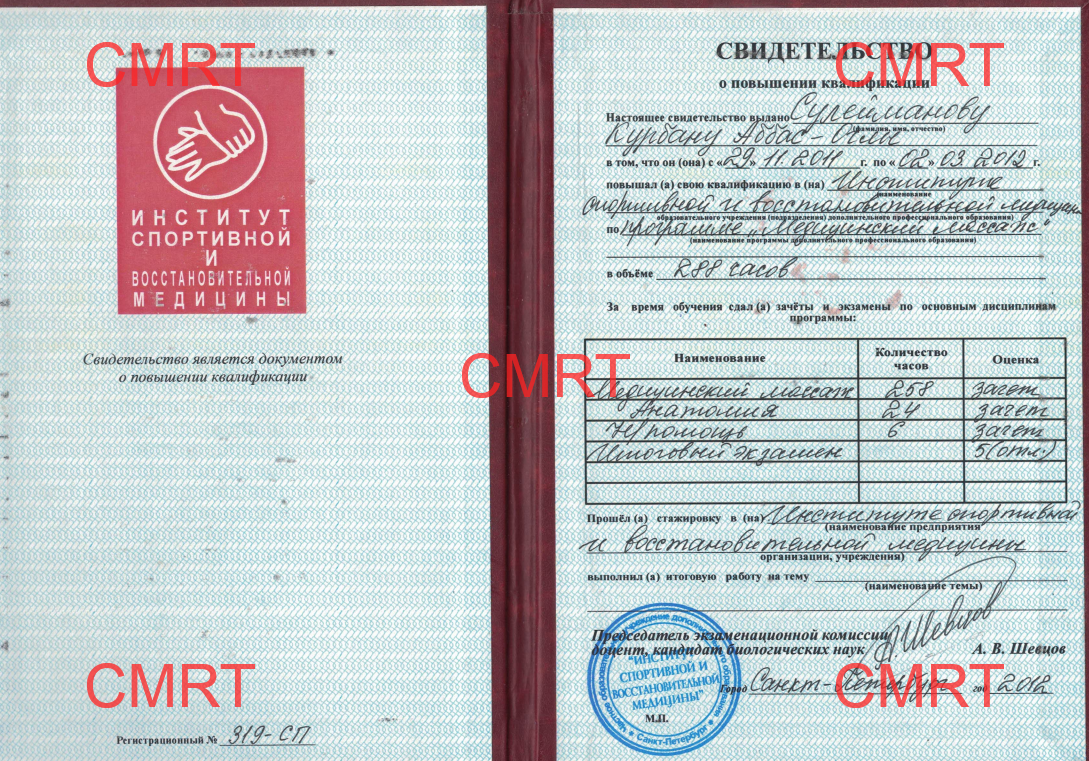 CMRT
CMRT
ИНСТИТУТ
СПОРТИВНОЙ
И
ВОССТАНОВИТЕЛЬНОЙ
МЕДИЦИНЫ
Свидетельство является документом
о повышении квалификации
CMRT
Регистрационный № 319-СП
CMRT
СВИДЕТЕЛЬСТВО
о повышении квалификации
Настоящее свидетельство выдано Сулейманову
(фамилия, имя, отчество)
Курбану Аббас-Оглы
в том, что он (она) с «29» 11.2011 г. по «02» 03.2012 г.
повышал (а) свою квалификацию в (на) Институте
(наименование
спортивной и восстановительной медицины
образовательного учреждения (подразделения) дополнительного профессионального образования)
по программе „Медицинский массаж"
(наименование программы дополнительного профессионального образования)
в объёме 288 часов
За время обучения сдал (а) зачёты и экзамены по основным дисциплинам
программы:
Наименование Количество часов Оценка
Медицинский массаж 258 зачет
Анатомия 24 зачет
Н/помощь 6 зачет
Итоговый экзамен 5(отл.)
Прошёл (а) стажировку в (на) Институте спортивной
(наименование предприятия
и восстановительной медицины
организации, учреждения)
выполнил (а) итоговую работу на тему
(наименование темы)
Председатель экзаменационной комиссии
доцент, кандидат биологических наук А. В. Шевцов
Город Санкт-Петербург год 2012
"ИНСТИТУТ
СПОРТИВНОЙ И
ВОССТАНОВИТЕЛЬНОЙ
МЕДИЦИНЫ"
М.П.
Санкт-Петербург
CMRT